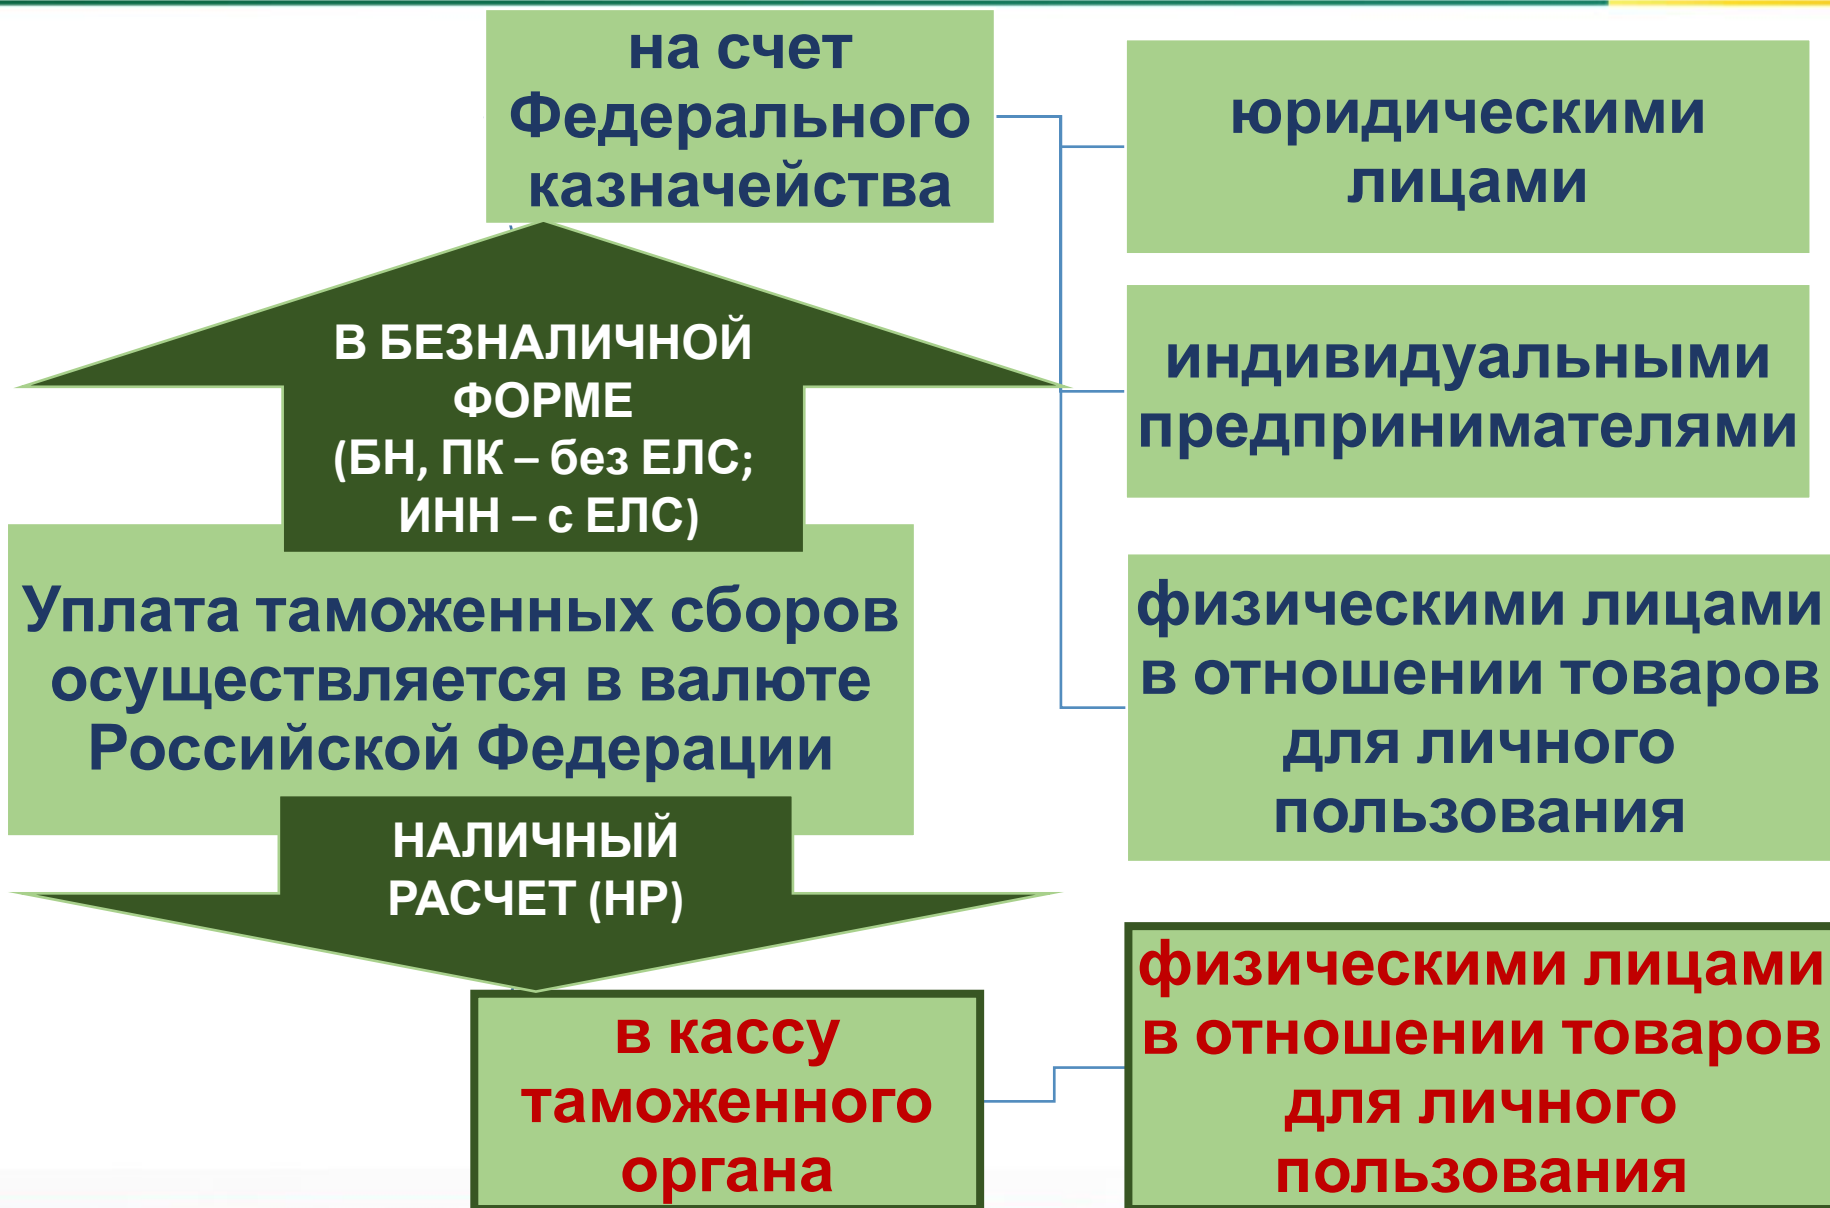 на счет
Федерального
казначейства
юридическими
лицами
В БЕЗНАЛИЧНОЙ
ФОРМЕ
(БН, ПК – без ЕЛС;
ИНН – с ЕЛС)
индивидуальными
предпринимателями
Уплата таможенных сборов
осуществляется в валюте
Российской Федерации
физическими лицами
в отношении товаров
для личного
пользования
НАЛИЧНЫЙ
РАСЧЕТ (НР)
в кассу
таможенного
органа
физическими лицами
в отношении товаров
для личного
пользования